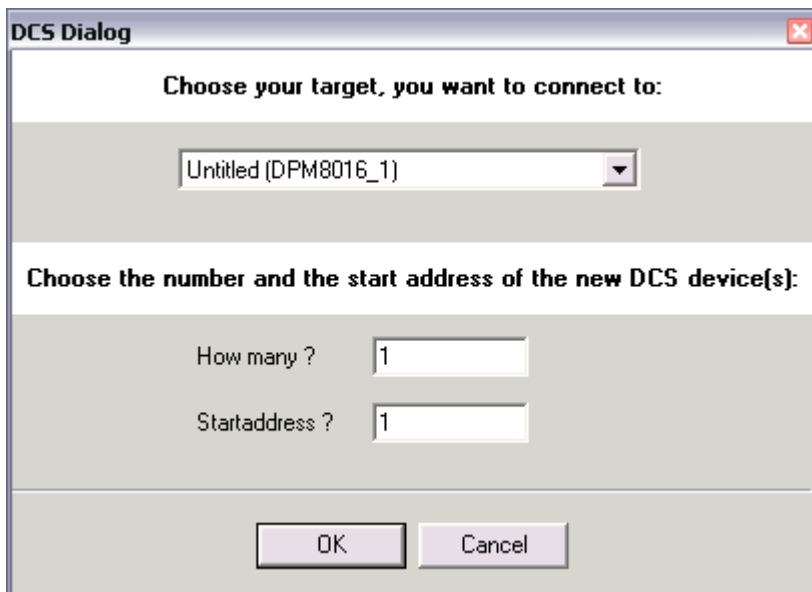 DCS Dialog
Choose your target, you want to connect to:
Untitled (DPM8016_1)
Choose the number and the start address of the new DCS device(s):
How many ? 1
Startaddress ? 1
OK Cancel